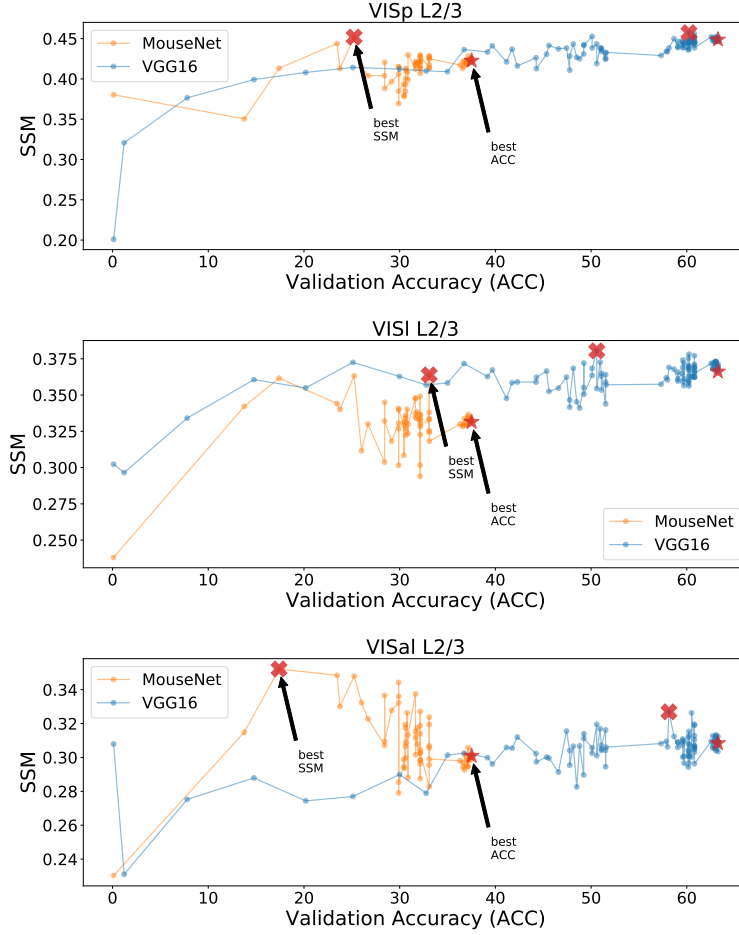 VISp L2/3
0.45
0.40
0.35
0.30
0.25
0.20
SSM
MouseNet
VGG16
best
SSM
best
ACC
0 10 20 30 40 50 60
Validation Accuracy (ACC)
VISl L2/3
0.375
0.350
0.325
0.300
0.275
0.250
SSM
best
SSM
best
ACC
MouseNet
VGG16
0 10 20 30 40 50 60
Validation Accuracy (ACC)
VISal L2/3
0.34
0.32
0.30
0.28
0.26
0.24
SSM
MouseNet
VGG16
best
SSM
best
ACC
0 10 20 30 40 50 60
Validation Accuracy (ACC)